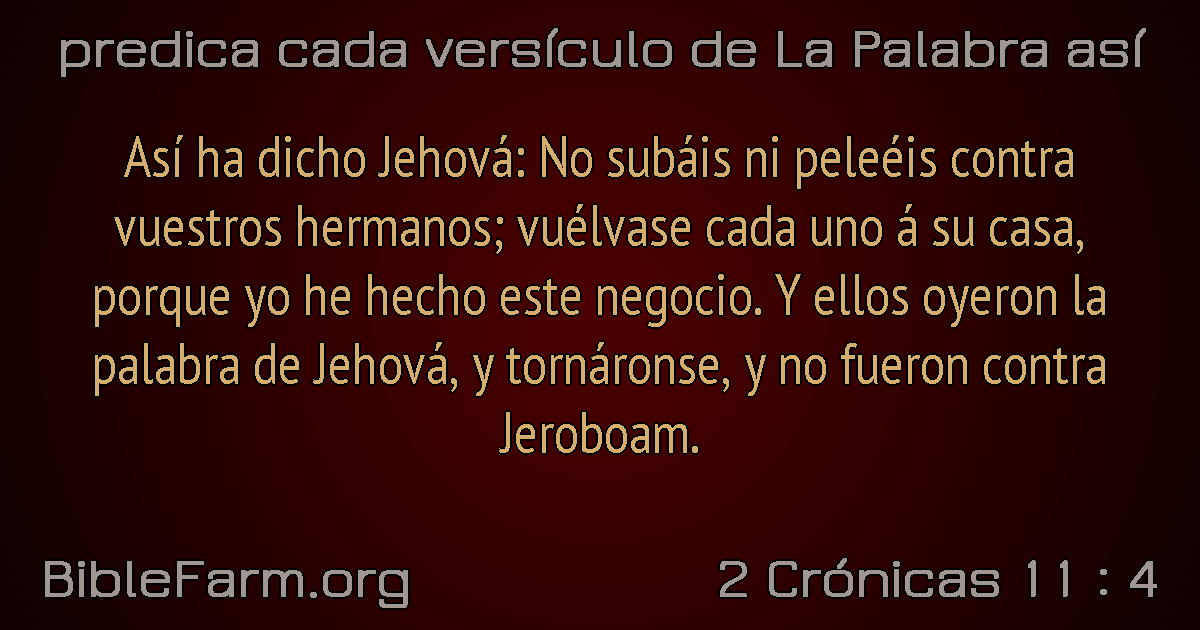 predica cada versículo de La Palabra así
Así ha dicho Jehová: No subáis ni peleéis contra
vuestros hermanos; vuélvase cada uno á su casa,
porque yo he hecho este negocio. Y ellos oyeron la
palabra de Jehová, y tornáronse, y no fueron contra
Jeroboam.
BibleFarm.org
2 Crónicas 11 : 4